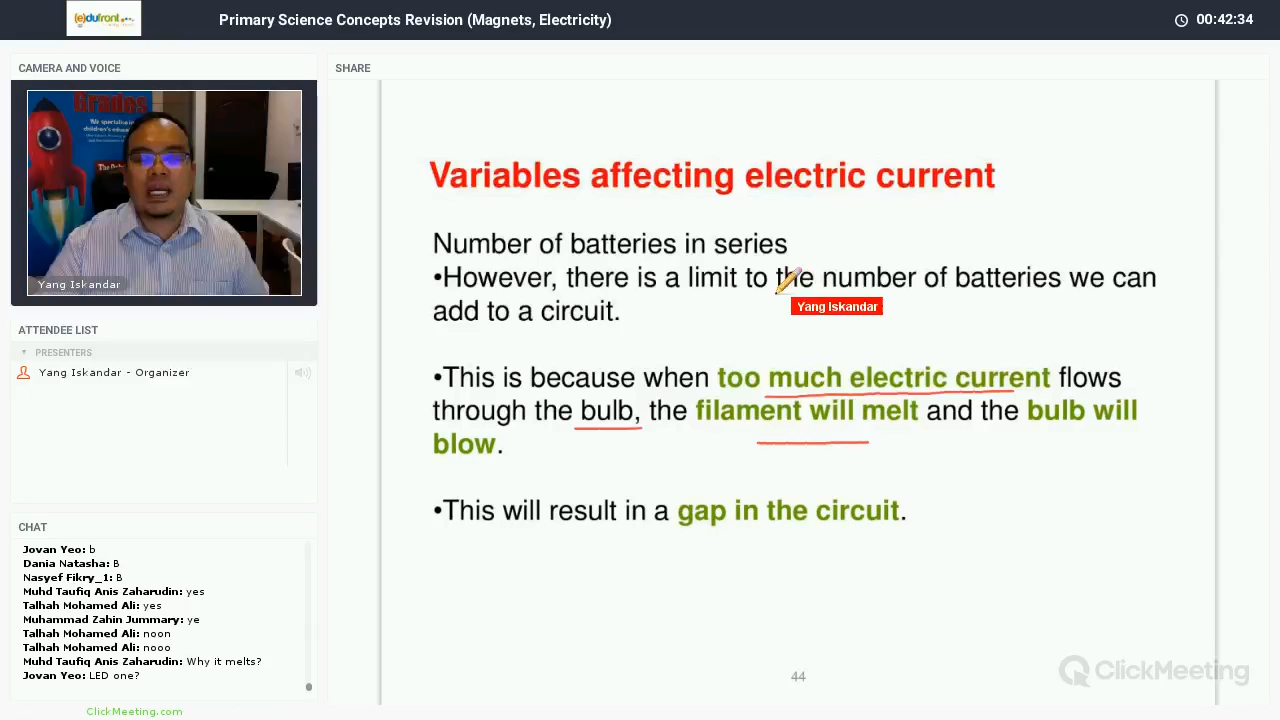 (e)dufront
Primary Science Concepts Revision (Magnets, Electricity)
00:42:34
CAMERA AND VOICE
SHARE
Grades
Yang Iskandar
Variables affecting electric current
Number of batteries in series
•However, there is a limit to the number of batteries we can
add to a circuit.
Yang Iskandar
•This is because when too much electric current flows
through the bulb, the filament will melt and the bulb will
blow.
•This will result in a gap in the circuit.
44
ClickMeeting
ATTENDEE LIST
PRESENTERS
Yang Iskandar - Organizer
CHAT
Jovan Yeo: b
Dania Natasha: B
Nasyef Fikry_1: B
Muhd Taufiq Anis Zaharudin: yes
Talhah Mohamed Ali: yes
Muhammad Zahin Jummary: ye
Talhah Mohamed Ali: noon
Talhah Mohamed Ali: nooo
Muhd Taufiq Anis Zaharudin: Why it melts?
Jovan Yeo: LED one?
ClickMeeting.com